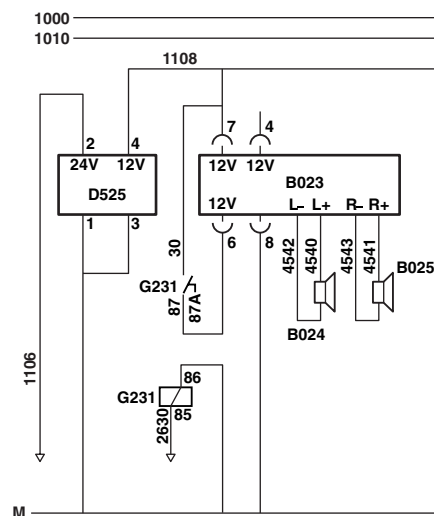 1000
1010
1108
2 4 7 4
24V 12V 12V 12V
D525 B023
12V L– L+ R– R+
1 3 6 8
30
4542 4540 4543 4541
B025
G231
87 87A
B024
1106
86
G231
85
2630
M